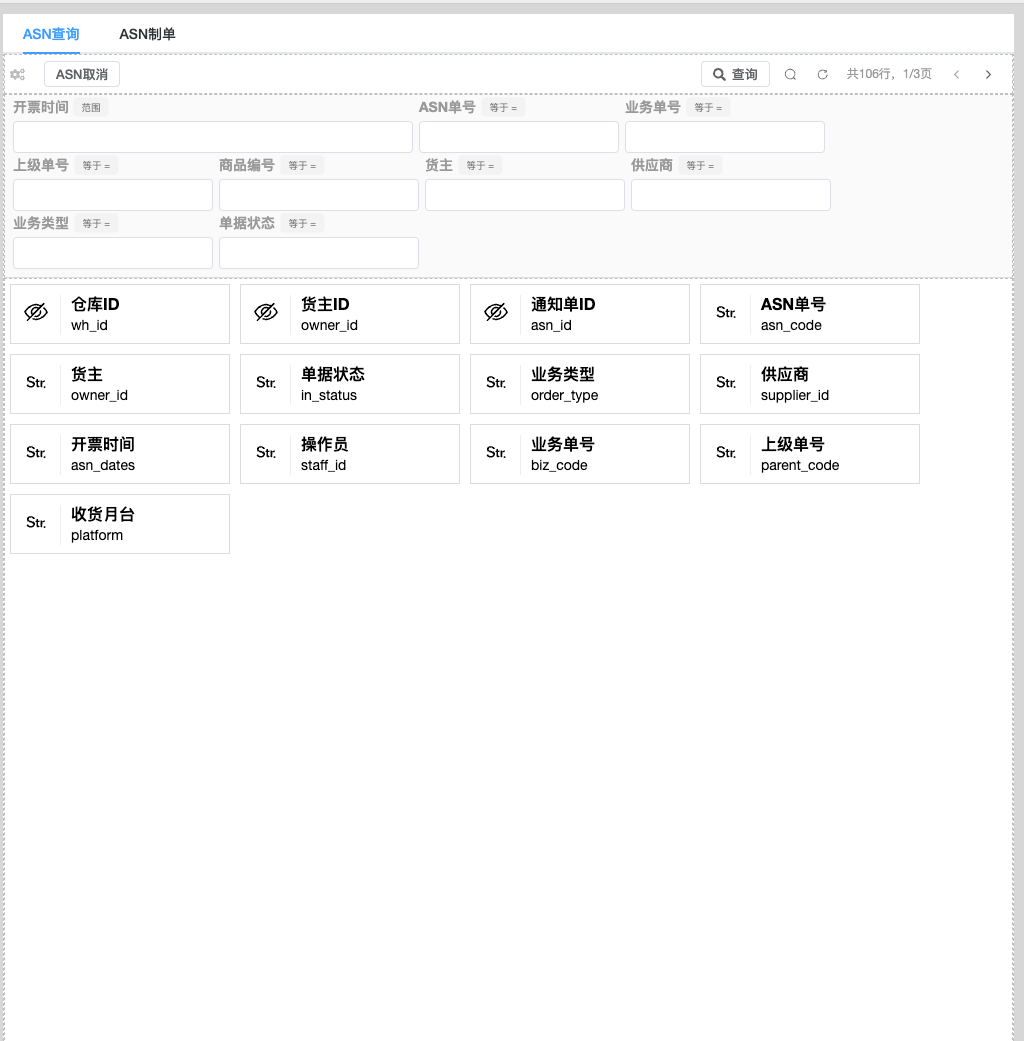 ASN查询 ASN制单
ASN取消 查询 共106行，1/3页
开票时间 范围 ASN单号 等于 = 业务单号 等于 =
上级单号 等于 = 商品编号 等于 = 货主 等于 = 供应商 等于 =
业务类型 等于 = 单据状态 等于 =
仓库ID
wh_id
货主ID
owner_id
通知单ID
asn_id
Str. ASN单号
asn_code
Str. 货主
owner_id
Str. 单据状态
in_status
Str. 业务类型
order_type
Str. 供应商
supplier_id
Str. 开票时间
asn_dates
Str. 操作员
staff_id
Str. 业务单号
biz_code
Str. 上级单号
parent_code
Str. 收货月台
platform